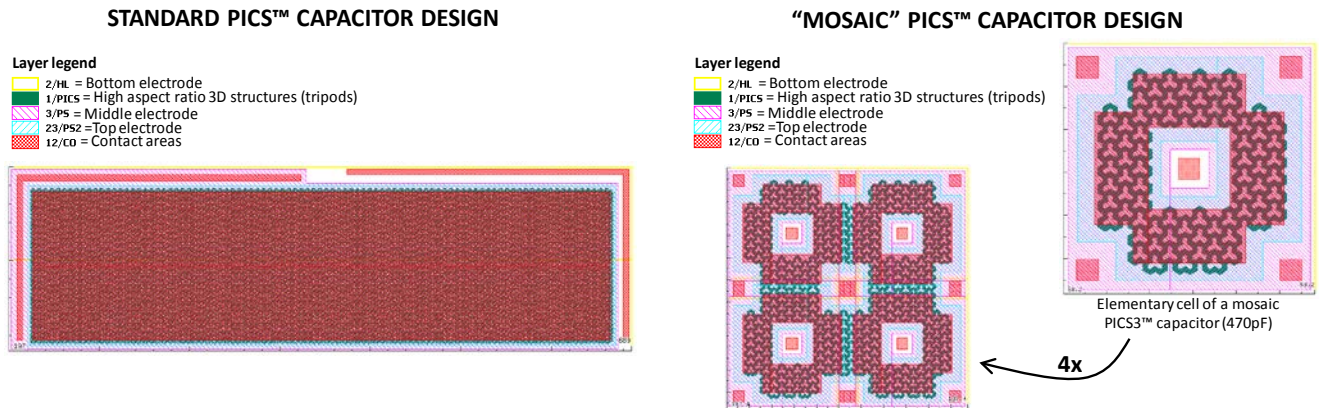 STANDARD PICS™ CAPACITOR DESIGN
Layer legend
2/HL = Bottom electrode
1/PICS = High aspect ratio 3D structures (tripods)
3/PS = Middle electrode
23/PS2 = Top electrode
12/CO = Contact areas
“MOSAIC” PICS™ CAPACITOR DESIGN
Layer legend
2/HL = Bottom electrode
1/PICS = High aspect ratio 3D structures (tripods)
3/PS = Middle electrode
23/PS2 = Top electrode
12/CO = Contact areas
Elementary cell of a mosaic
PICS3™ capacitor (470pF)
4x